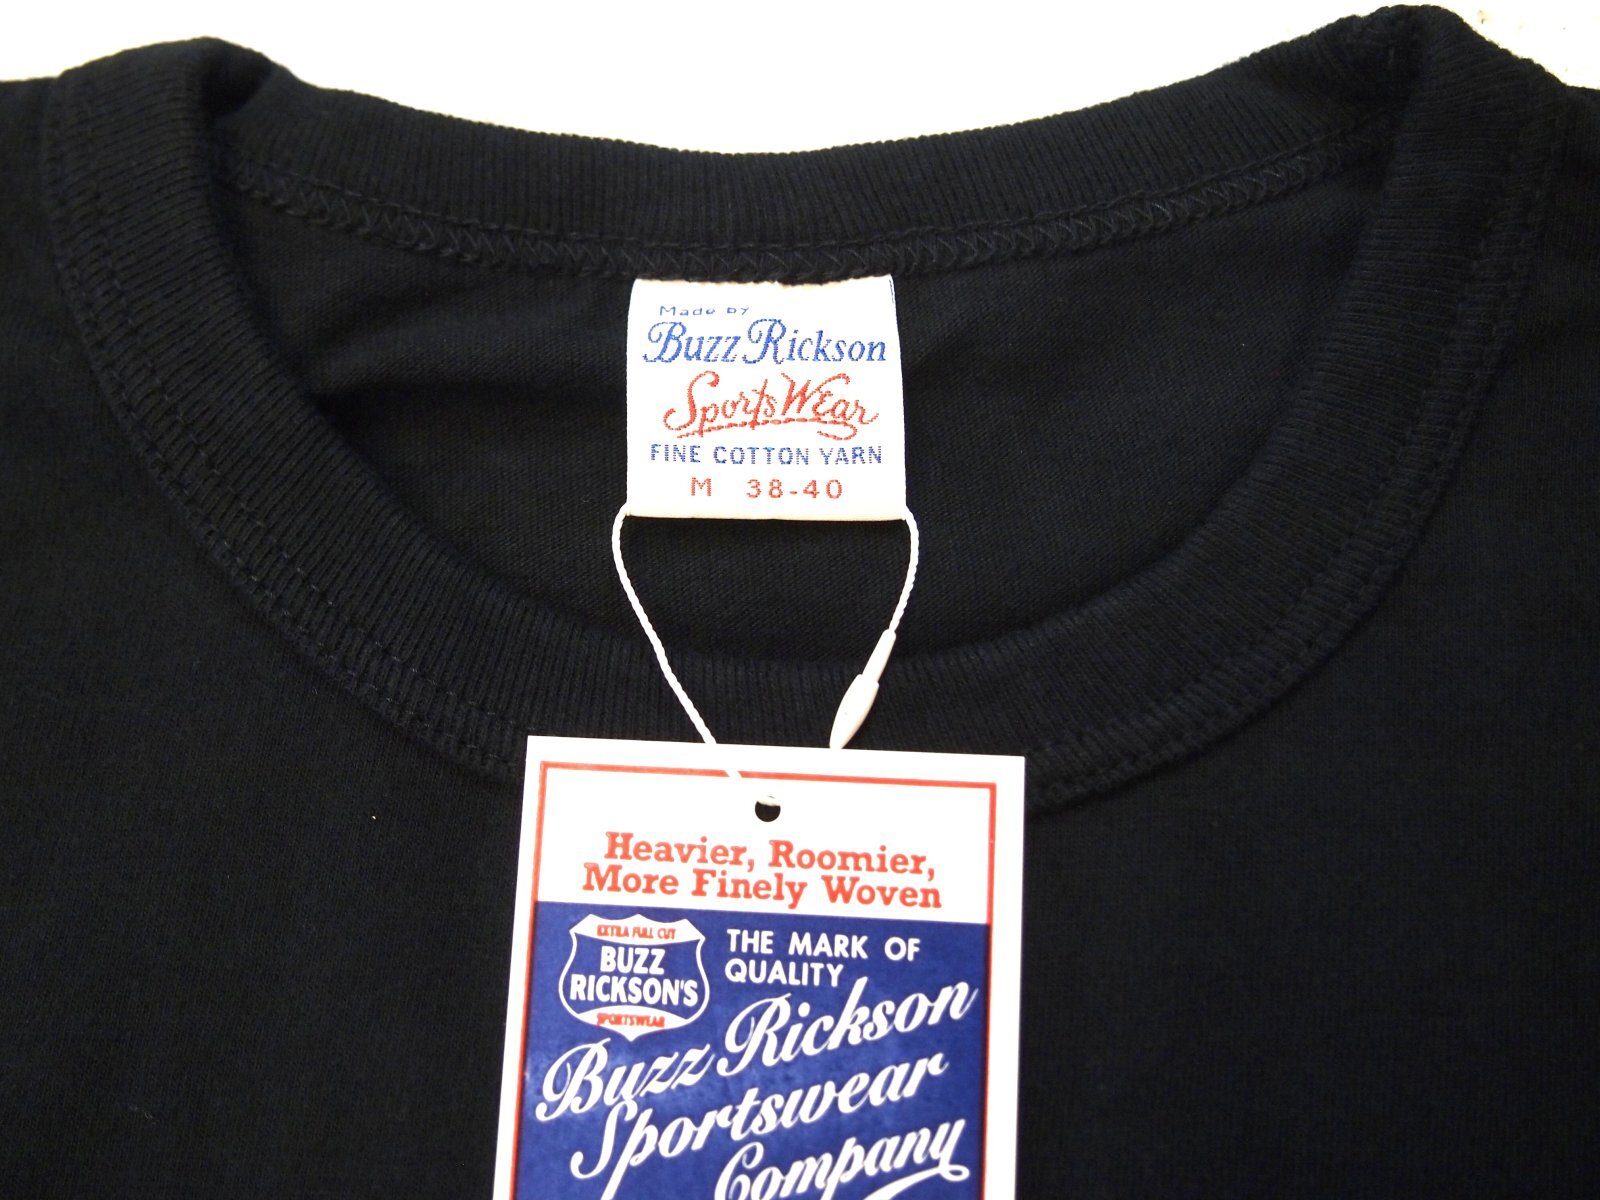 Made by
Buzz Rickson
SportsWEar
FINE COTTON YARN
M 38-40
Heavier, Roomier,
More Finely Woven
EXTRA FULL CUT
BUZZ
RICKSON'S
SPORTSWEAR
THE MARK OF
QUALITY
Buzz Rickson
Sportswear
Company